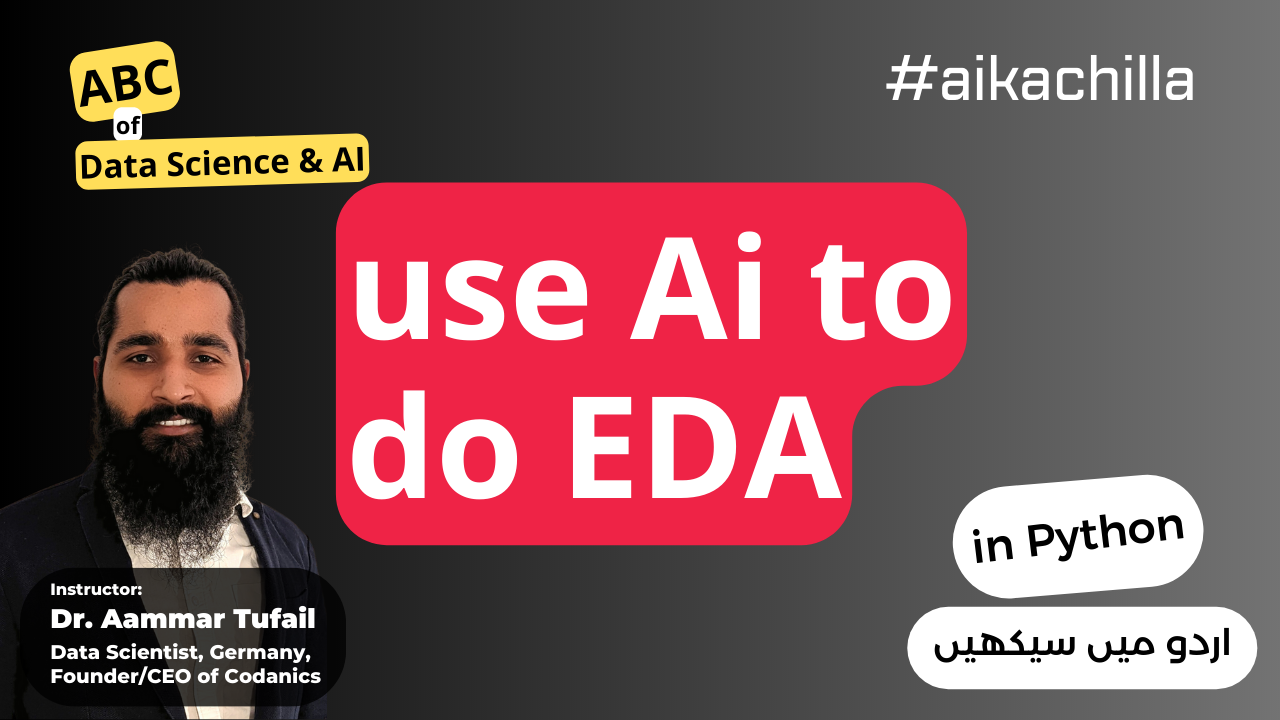 ABC
of
Data Science & AI
#aikachilla
use Ai to
do EDA
in Python
اردو میں سیکھیں
Instructor:
Dr. Aammar Tufail
Data Scientist, Germany,
Founder/CEO of Codanics